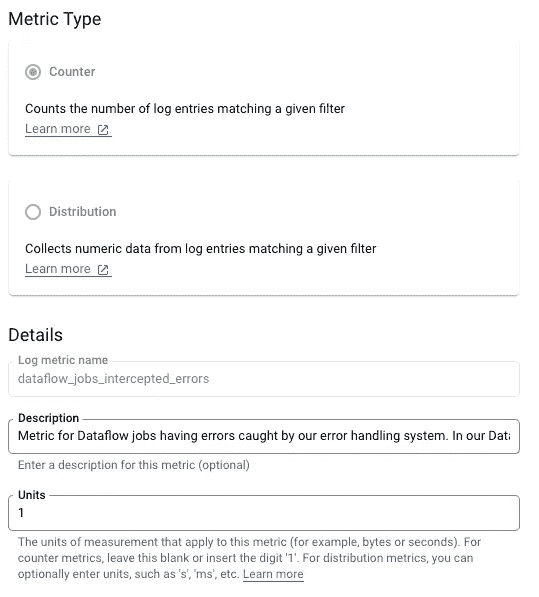 Metric Type
Counter
Counts the number of log entries matching a given filter
Learn more
Distribution
Collects numeric data from log entries matching a given filter
Learn more
Details
Log metric name
dataflow_jobs_intercepted_errors
Description
Metric for Dataflow jobs having errors caught by our error handling system. In our Data
Enter a description for this metric (optional)
Units
1
The units of measurement that apply to this metric (for example, bytes or seconds). For
counter metrics, leave this blank or insert the digit '1'. For distribution metrics, you can
optionally enter units, such as 's', 'ms', etc. Learn more